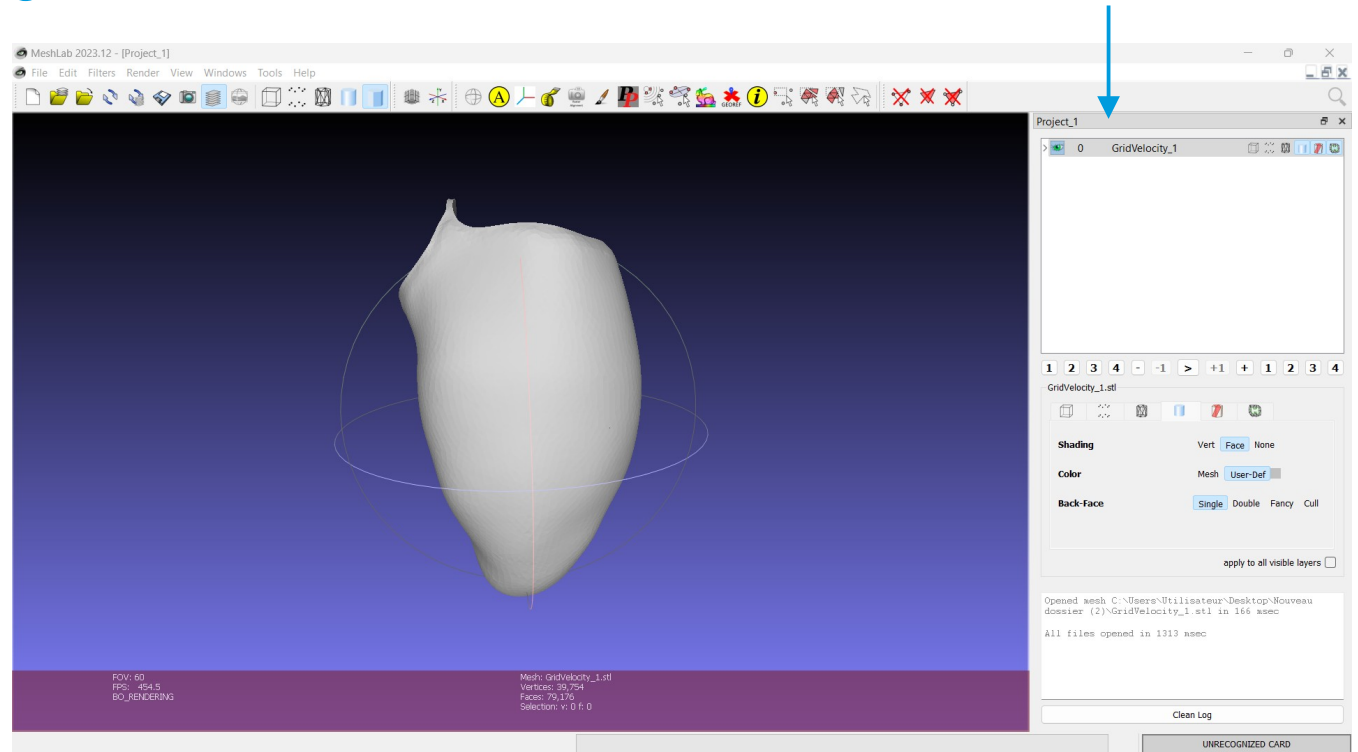 MeshLab 2023.12 - [Project_1]
File Edit Filters Render View Windows Tools Help
A
GEOREF
i
Project_1
0 GridVelocity_1
1 2 3 4 - -1 > +1 + 1 2 3 4
GridVelocity_1.stl
Shading Vert Face None
Color Mesh User-Def
Back-Face Single Double Fancy Cull
apply to all visible layers
Opened mesh C:\Users\Utilisateur\Desktop\Nouveau
dossier (2)\GridVelocity_1.stl in 166 msec
All files opened in 1313 msec
FOV: 60
FPS: 454.5
BO_RENDERING
Mesh: GridVelocity_1.stl
Vertices: 39,754
Faces: 79,176
Selection: v: 0 f: 0
Clean Log
UNRECOGNIZED CARD